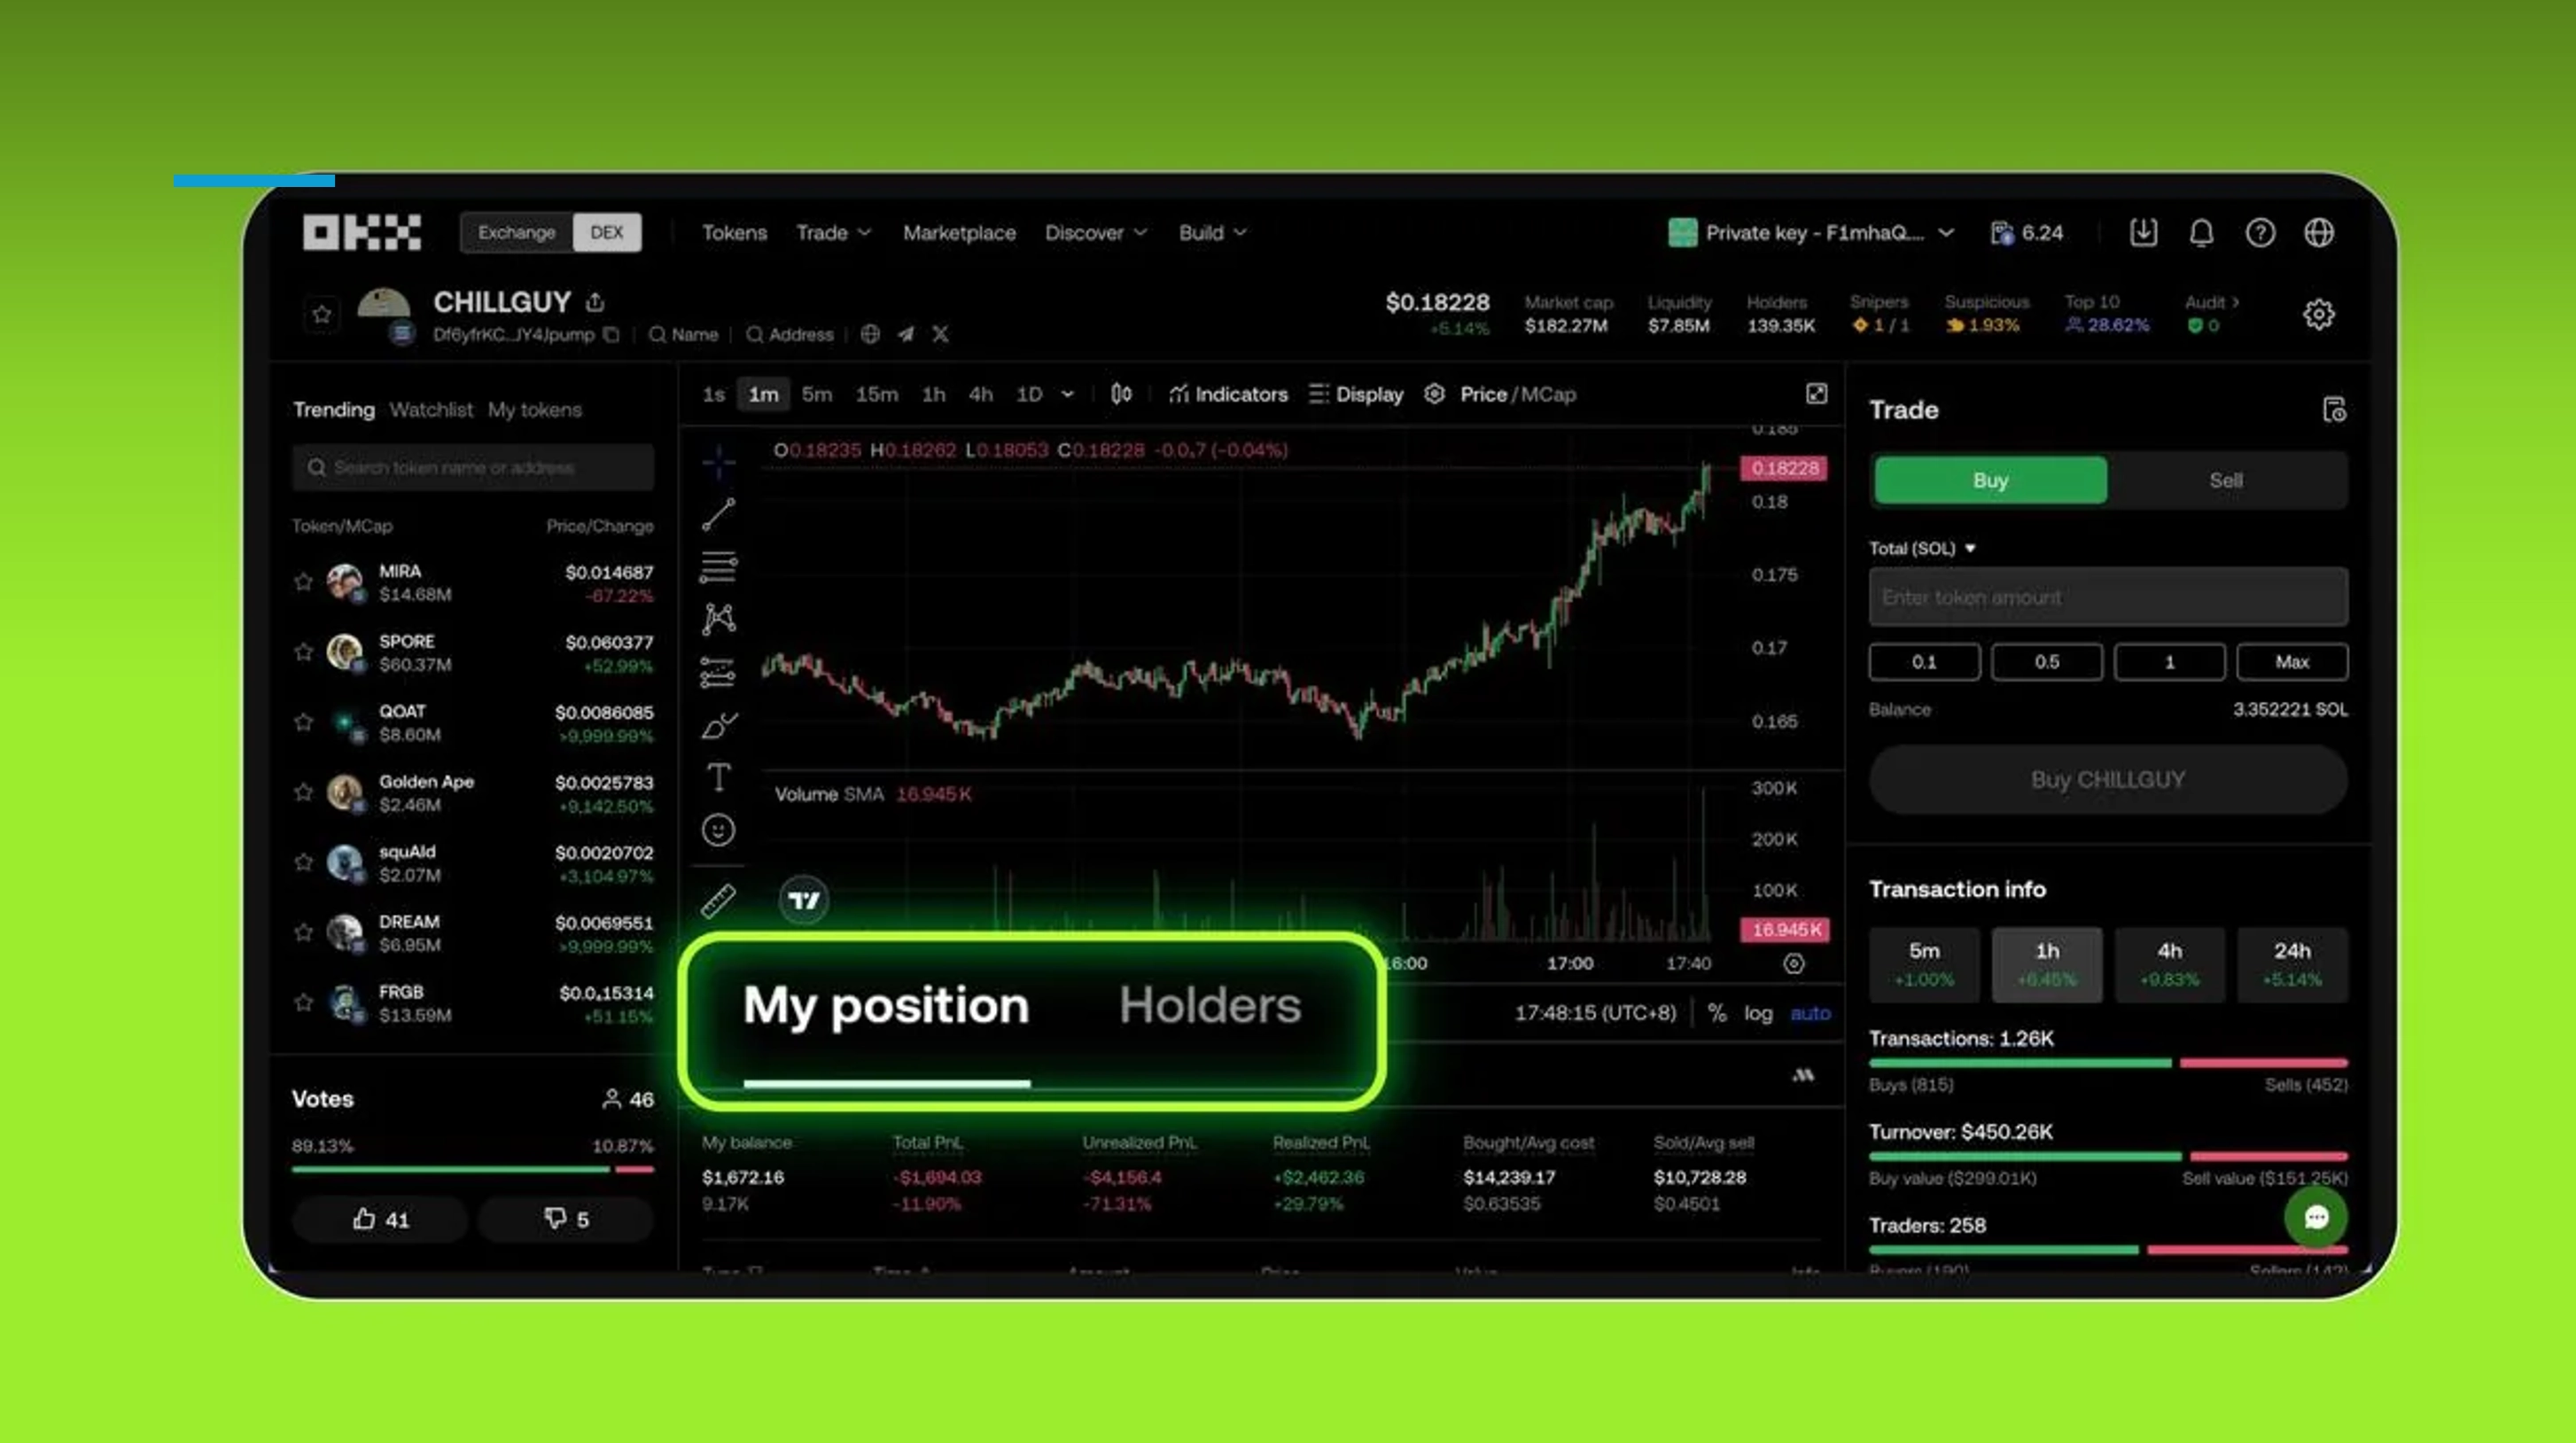 OKX Exchange DEX Tokens Trade Marketplace Discover Build Private key - F1mhaQ.... 6.24
CHILLGUY
Df6yfrKC...JY4Jpump Name Address
$0.18228 Market cap Liquidity Holders Snipers Suspicious Top 10 Audit >
+5.14% $182.27M $7.85M 139.35K 1 / 1 1.93% 28.62% 0
Trending Watchlist My tokens
Search token name or address
Token/MCap Price/Change
MIRA $0.014687
$14.68M -67.22%
SPORE $0.060377
$60.37M +52.99%
QOAT $0.0086085
$8.60M >9,999.99%
Golden Ape $0.0025783
$2.46M +9,142.50%
squAId $0.0020702
$2.07M +3,104.97%
DREAM $0.0069551
$6.95M >9,999.99%
FRGB $0.0₄15314
$13.59M +51.15%
Votes 46
89.13% 10.87%
41 5
1s 1m 5m 15m 1h 4h 1D Indicators Display Price/MCap
O0.18235 H0.18262 L0.18053 C0.18228 -0.0₄7 (-0.04%)
0.185
0.18228
0.18
0.175
0.17
0.165
Volume SMA 16.945K
300K
200K
100K
16.945K
16:00 17:00 17:40
17:48:15 (UTC+8) % log auto
My position Holders
My balance Total PnL Unrealized PnL Realized PnL Bought/Avg cost Sold/Avg sell
$1,672.16 -$1,694.03 -$4,156.4 +$2,462.36 $14,239.17 $10,728.28
9.17K -11.90% -71.31% +29.79% $0.63535 $0.4501
Trade
Buy Sell
Total (SOL)
Enter token amount
0.1 0.5 1 Max
Balance 3.352221 SOL
Buy CHILLGUY
Transaction info
5m 1h 4h 24h
+1.00% +6.45% +9.83% +5.14%
Transactions: 1.26K
Buys (815) Sells (452)
Turnover: $450.26K
Buy value ($299.01K) Sell value ($151.25K)
Traders: 258